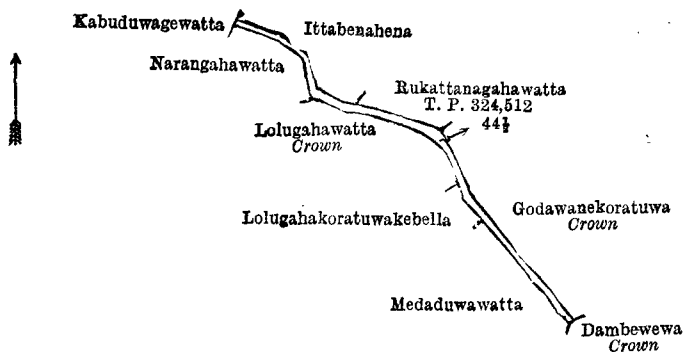 Kabuduwagewatta
Ittabenahena
Narangahawatta
Rukattanagahawatta
T. P. 324,512
44½
Lolugahawatta
Crown
Lolugahakoratuwakebella
Godawanekoratuwa
Crown
Medaduwawatta
Dambewewa
Crown